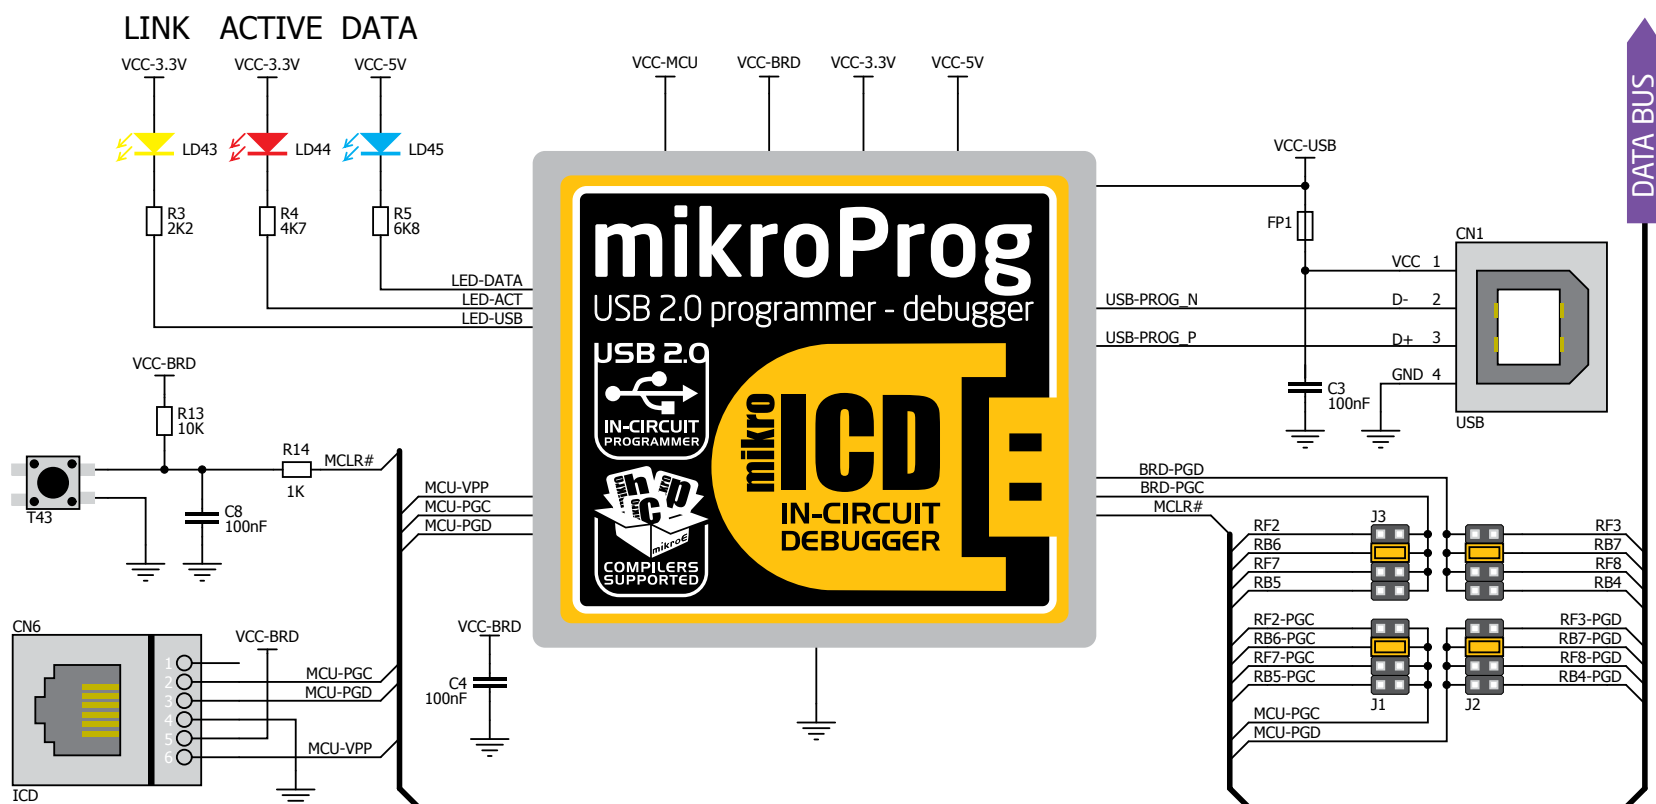 LINK ACTIVE DATA
VCC-3.3V VCC-3.3V VCC-5V
VCC-MCU VCC-BRD VCC-3.3V VCC-5V
DATA BUS
LD43 LD44 LD45
VCC-USB
R3 2K2
R4 4K7
R5 6K8
FP1
CN1
VCC 1
D- 2
D+ 3
GND 4
USB
LED-DATA
LED-ACT
LED-USB
mikroProg
USB 2.0 programmer - debugger
USB 2.0
IN-CIRCUIT
PROGRAMMER
COMPILERS
SUPPORTED
mikroE
mikro
ICD
IN-CIRCUIT
DEBUGGER
USB-PROG_N
USB-PROG_P
C3
100nF
VCC-BRD
R13
10K
R14
1K
MCLR#
T43
C8
100nF
MCU-VPP
MCU-PGC
MCU-PGD
BRD-PGD
BRD-PGC
MCLR#
J3
RF2 RF3
RB6 RB7
RF7 RF8
RB5 RB4
RF2-PGC RF3-PGD
RB6-PGC RB7-PGD
RF7-PGC RF8-PGD
RB5-PGC RB4-PGD
J1 J2
MCU-PGC
MCU-PGD
CN6
VCC-BRD
1
2
3
4
5
6
MCU-PGC
MCU-PGD
MCU-VPP
ICD
VCC-BRD
C4
100nF